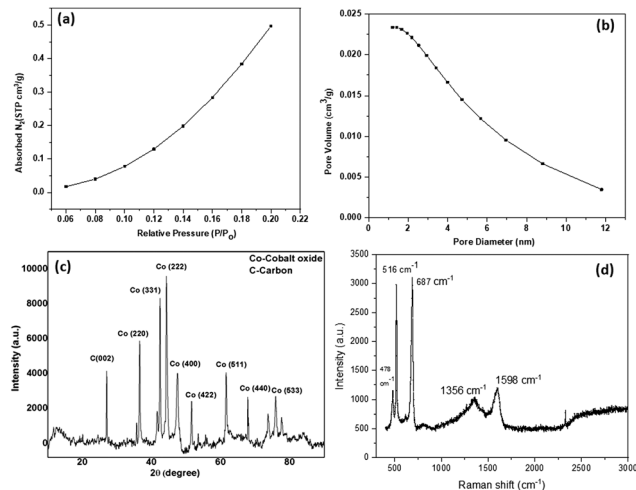 (a)
0.5
0.4
0.3
0.2
0.1
0.0
0.06 0.08 0.10 0.12 0.14 0.16 0.18 0.20
Relative Pressure (P/Po)
Absorbed N2(STP cm3/g)
(b)
0.025
0.020
0.015
0.010
0.005
0.000
0 2 4 6 8 10 12
Pore Diameter (nm)
Pore Volume (cm3/g)
(c)
Co-Cobalt oxide
C-Carbon
Co (222)
Co (331)
Co (220)
C(002)
Co (400)
Co (422)
Co (511)
Co (440)
Co (533)
10000
8000
6000
4000
2000
0
20 40 60 80
2θ (degree)
Intensity (a.u.)
(d)
516 cm-1
687 cm-1
478
cm-1
1356 cm-1
1598 cm-1
3500
3000
2500
2000
1500
1000
500
0
500 1000 1500 2000 2500 3000
Raman shift (cm-1)
Intensity (a.u.)